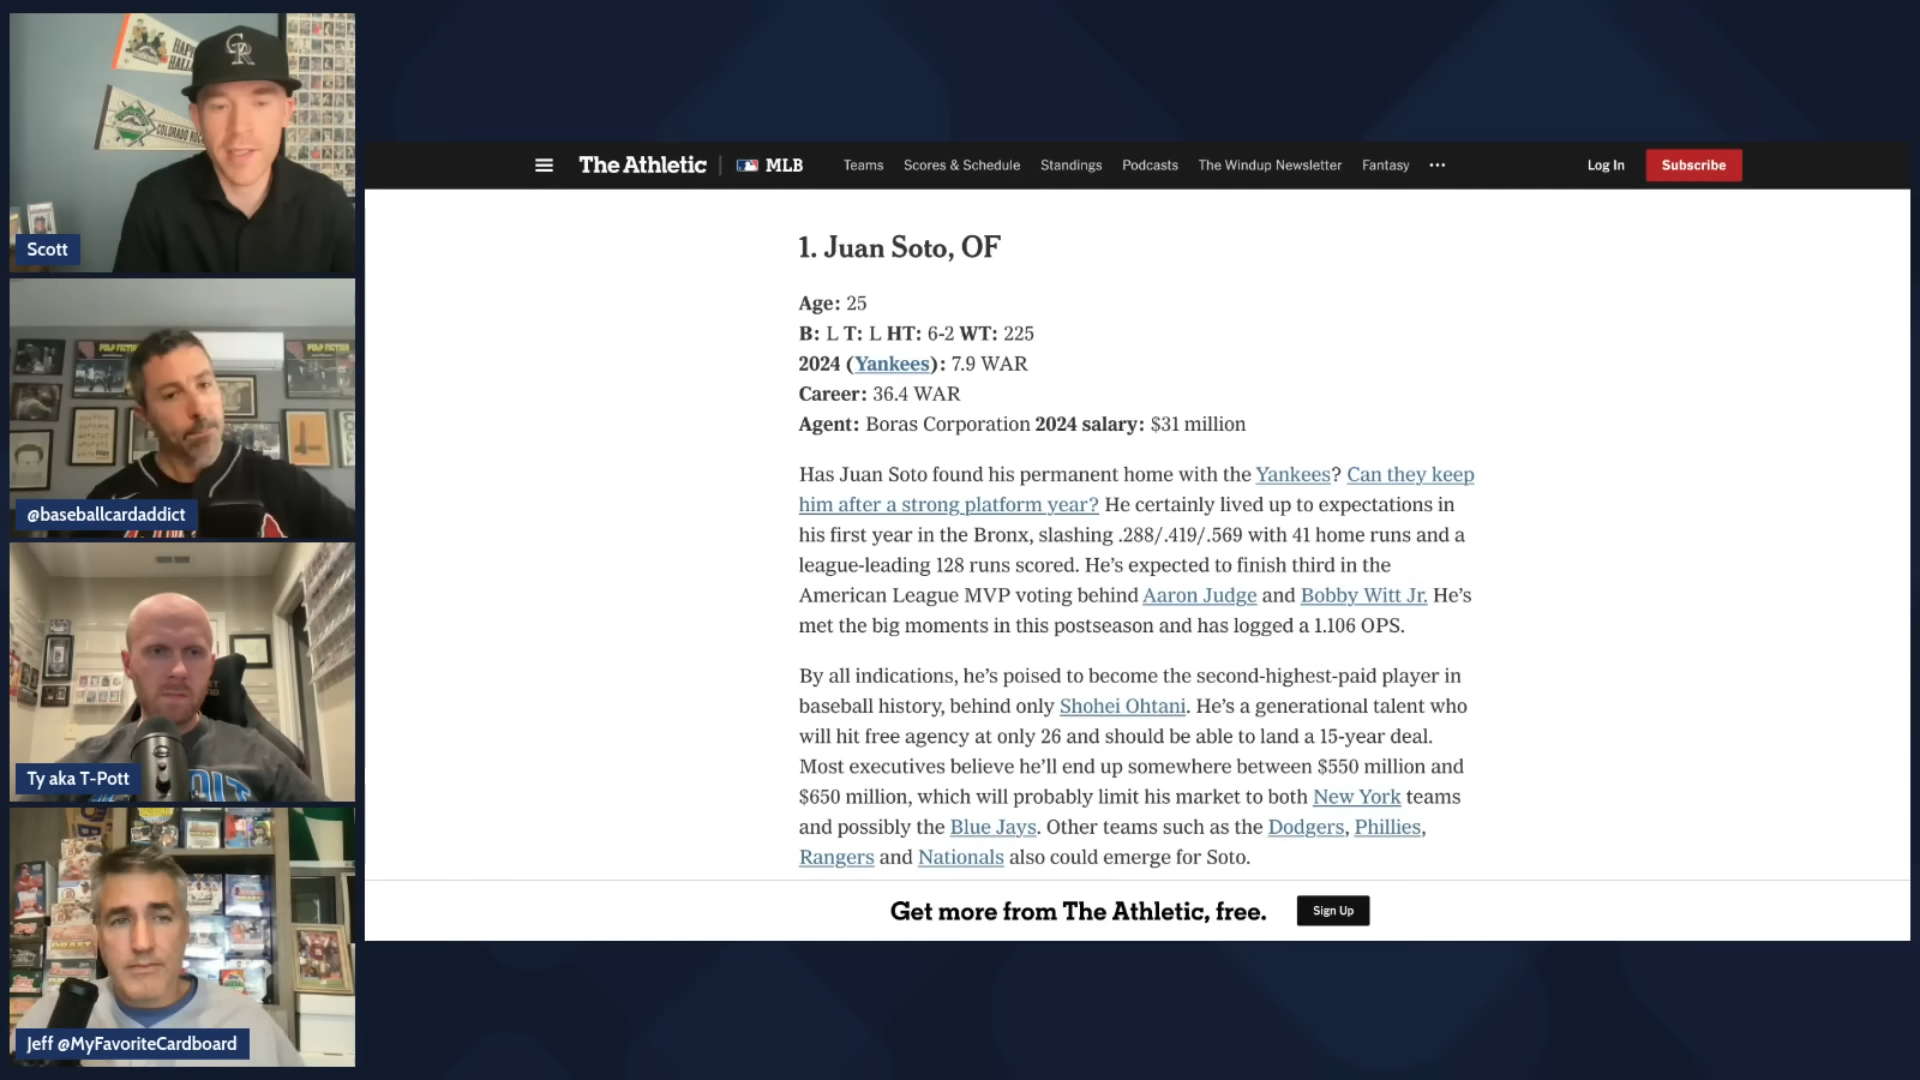 HAPP
HALL
CR
COLORADO ROC
Scott
PULP FICTION
@baseballcardaddict
Ty aka T-Pott
Jeff @MyFavoriteCardboard
The Athletic | MLB Teams Scores & Schedule Standings Podcasts The Windup Newsletter Fantasy ··· Log In Subscribe
1. Juan Soto, OF
Age: 25
B: L T: L HT: 6-2 WT: 225
2024 (Yankees): 7.9 WAR
Career: 36.4 WAR
Agent: Boras Corporation 2024 salary: $31 million
Has Juan Soto found his permanent home with the Yankees? Can they keep
him after a strong platform year? He certainly lived up to expectations in
his first year in the Bronx, slashing .288/.419/.569 with 41 home runs and a
league-leading 128 runs scored. He’s expected to finish third in the
American League MVP voting behind Aaron Judge and Bobby Witt Jr. He’s
met the big moments in this postseason and has logged a 1.106 OPS.
By all indications, he’s poised to become the second-highest-paid player in
baseball history, behind only Shohei Ohtani. He’s a generational talent who
will hit free agency at only 26 and should be able to land a 15-year deal.
Most executives believe he’ll end up somewhere between $550 million and
$650 million, which will probably limit his market to both New York teams
and possibly the Blue Jays. Other teams such as the Dodgers, Phillies,
Rangers and Nationals also could emerge for Soto.
Get more from The Athletic, free. Sign Up